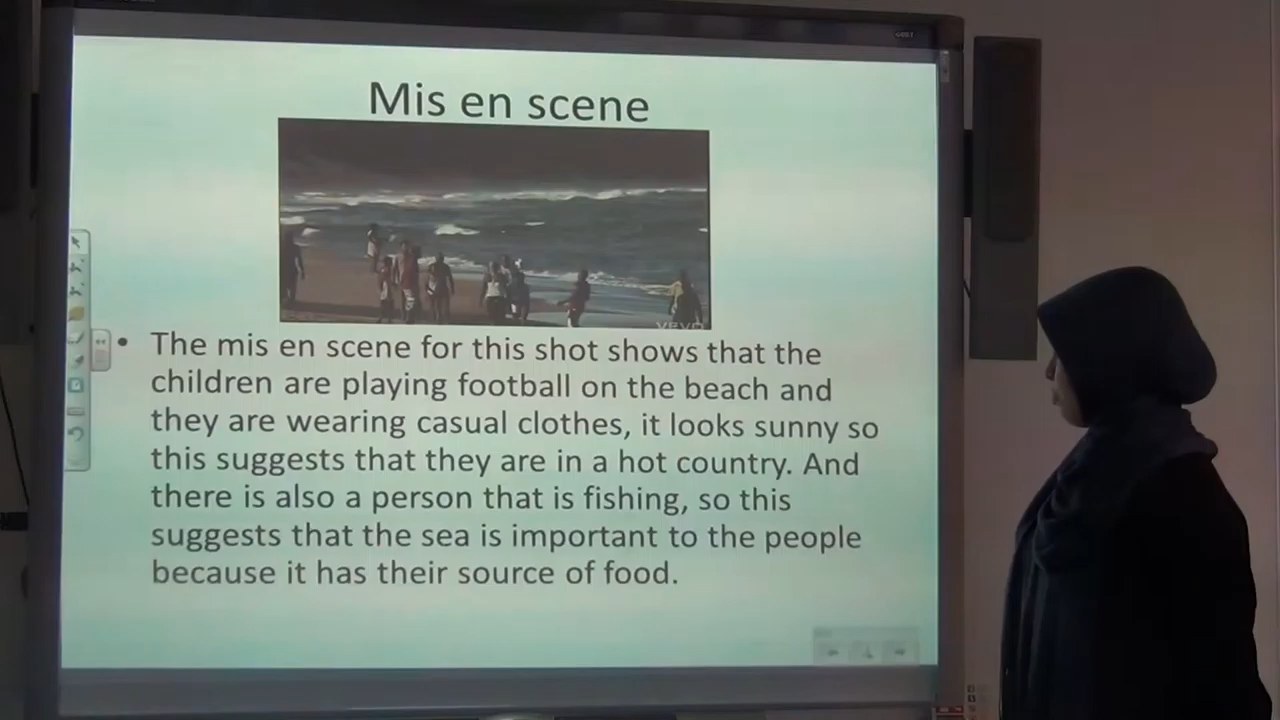 Mis en scene
VEVO
• The mis en scene for this shot shows that the
children are playing football on the beach and
they are wearing casual clothes, it looks sunny so
this suggests that they are in a hot country. And
there is also a person that is fishing, so this
suggests that the sea is important to the people
because it has their source of food.